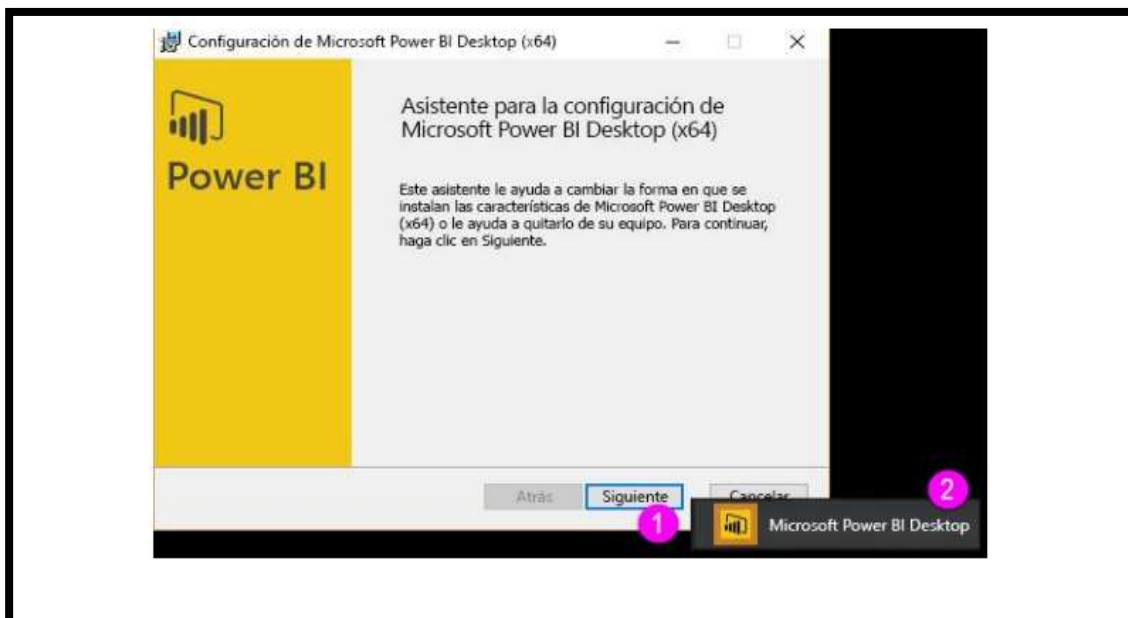 Configuración de Microsoft Power BI Desktop (x64)
Power BI
Asistente para la configuración de
Microsoft Power BI Desktop (x64)
Este asistente le ayuda a cambiar la forma en que se
instalan las características de Microsoft Power BI Desktop
(x64) o le ayuda a quitarlo de su equipo. Para continuar,
haga clic en Siguiente.
Atrás
Siguiente
Cancelar
1
2
Microsoft Power BI Desktop